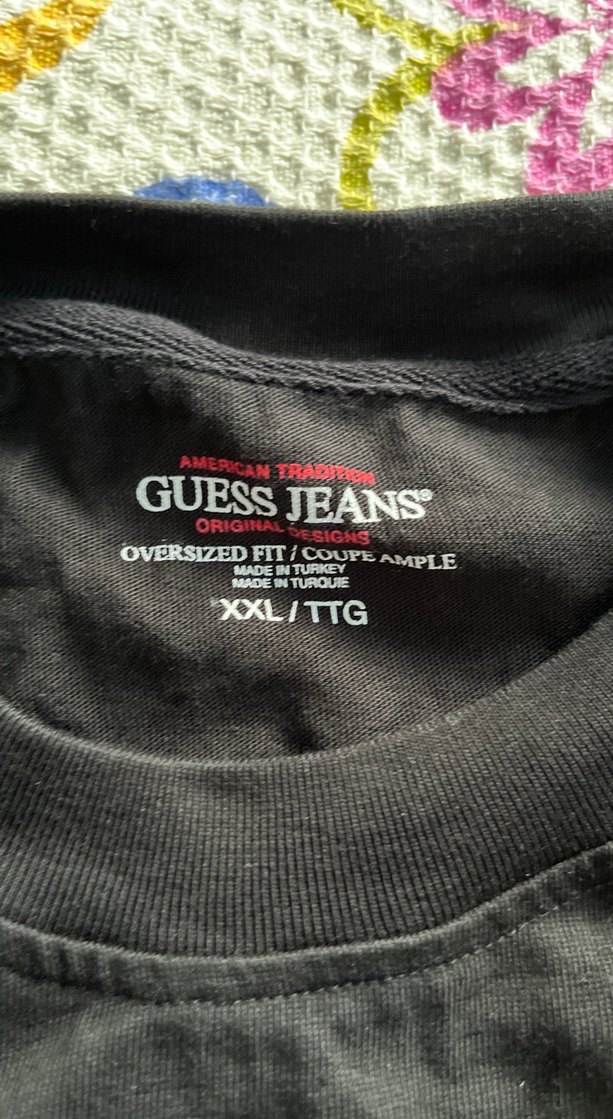 AMERICAN TRADITION
GUESS JEANS®
ORIGINAL DESIGNS
OVERSIZED FIT / COUPE AMPLE
MADE IN TURKEY
MADE IN TURQUIE
XXL / TTG